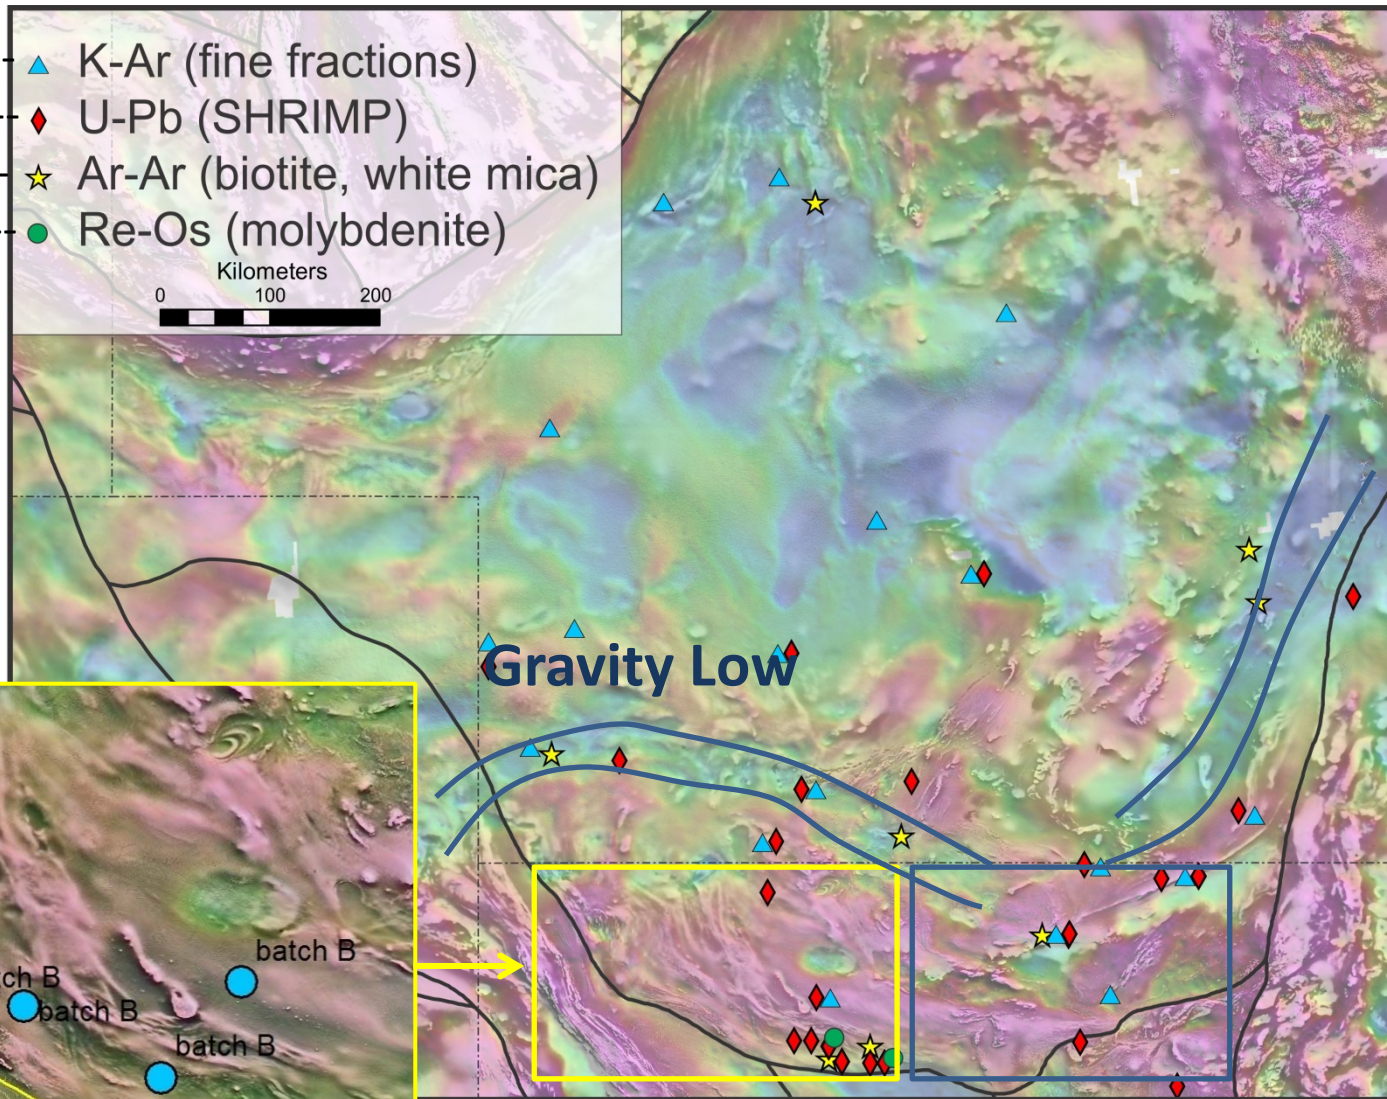 K-Ar (fine fractions)
U-Pb (SHRIMP)
Ar-Ar (biotite, white mica)
Re-Os (molybdenite)
Kilometers
0 100 200
Gravity Low
batch B
tch B
batch B
batch B